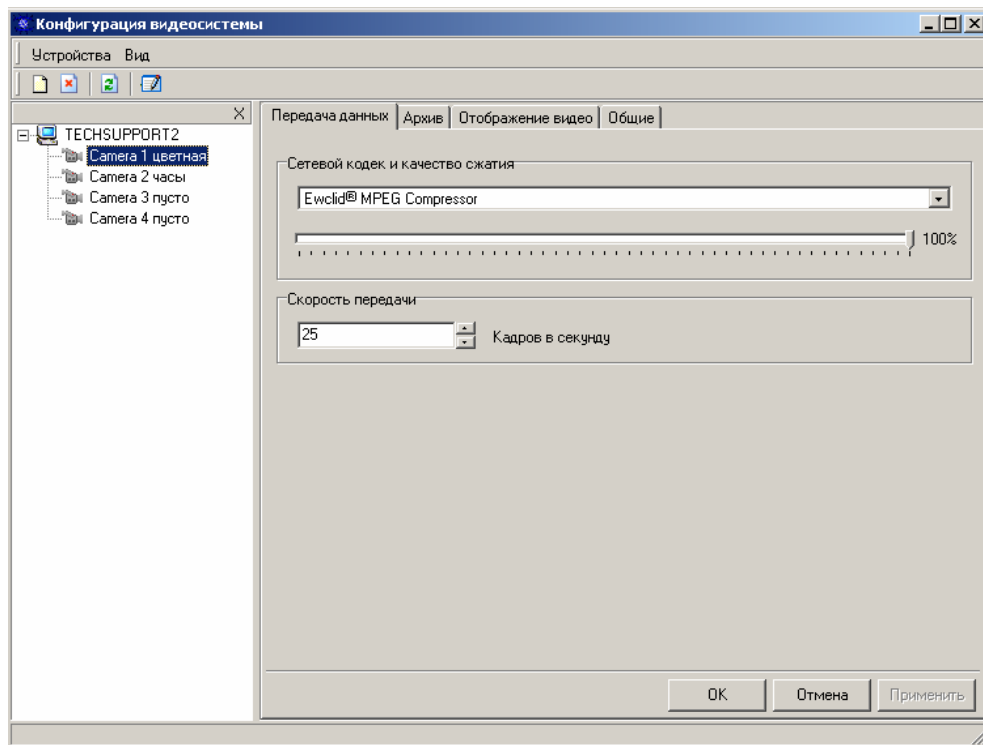 Конфигурация видеосистемы
Устройства Вид
TECHSUPPORT2
Camera 1 цветная
Camera 2 часы
Camera 3 пусто
Camera 4 пусто
Передача данных Архив Отображение видео Общие
Сетевой кодек и качество сжатия
Ewclid® MPEG Compressor
100%
Скорость передачи
25 Кадров в секунду
OK Отмена Применить